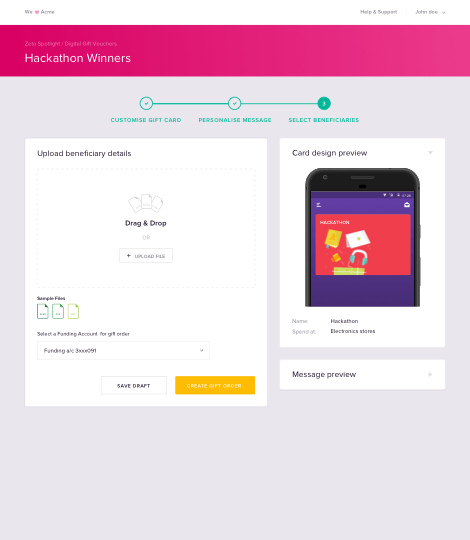 We ❤ Acme
Help & Support
John doe
Zeta Spotlight / Digital Gift Vouchers
Hackathon Winners
3
CUSTOMISE GIFT CARD
PERSONALISE MESSAGE
SELECT BENEFICIARIES
Upload beneficiary details
Drag & Drop
OR
+ UPLOAD FILE
Sample Files
Select a Funding Account for gift order
Funding a/c 3xxx091
SAVE DRAFT
CREATE GIFT ORDER
Card design preview
HACKATHON
Name: Hackathon
Spend at: Electronics stores
Message preview